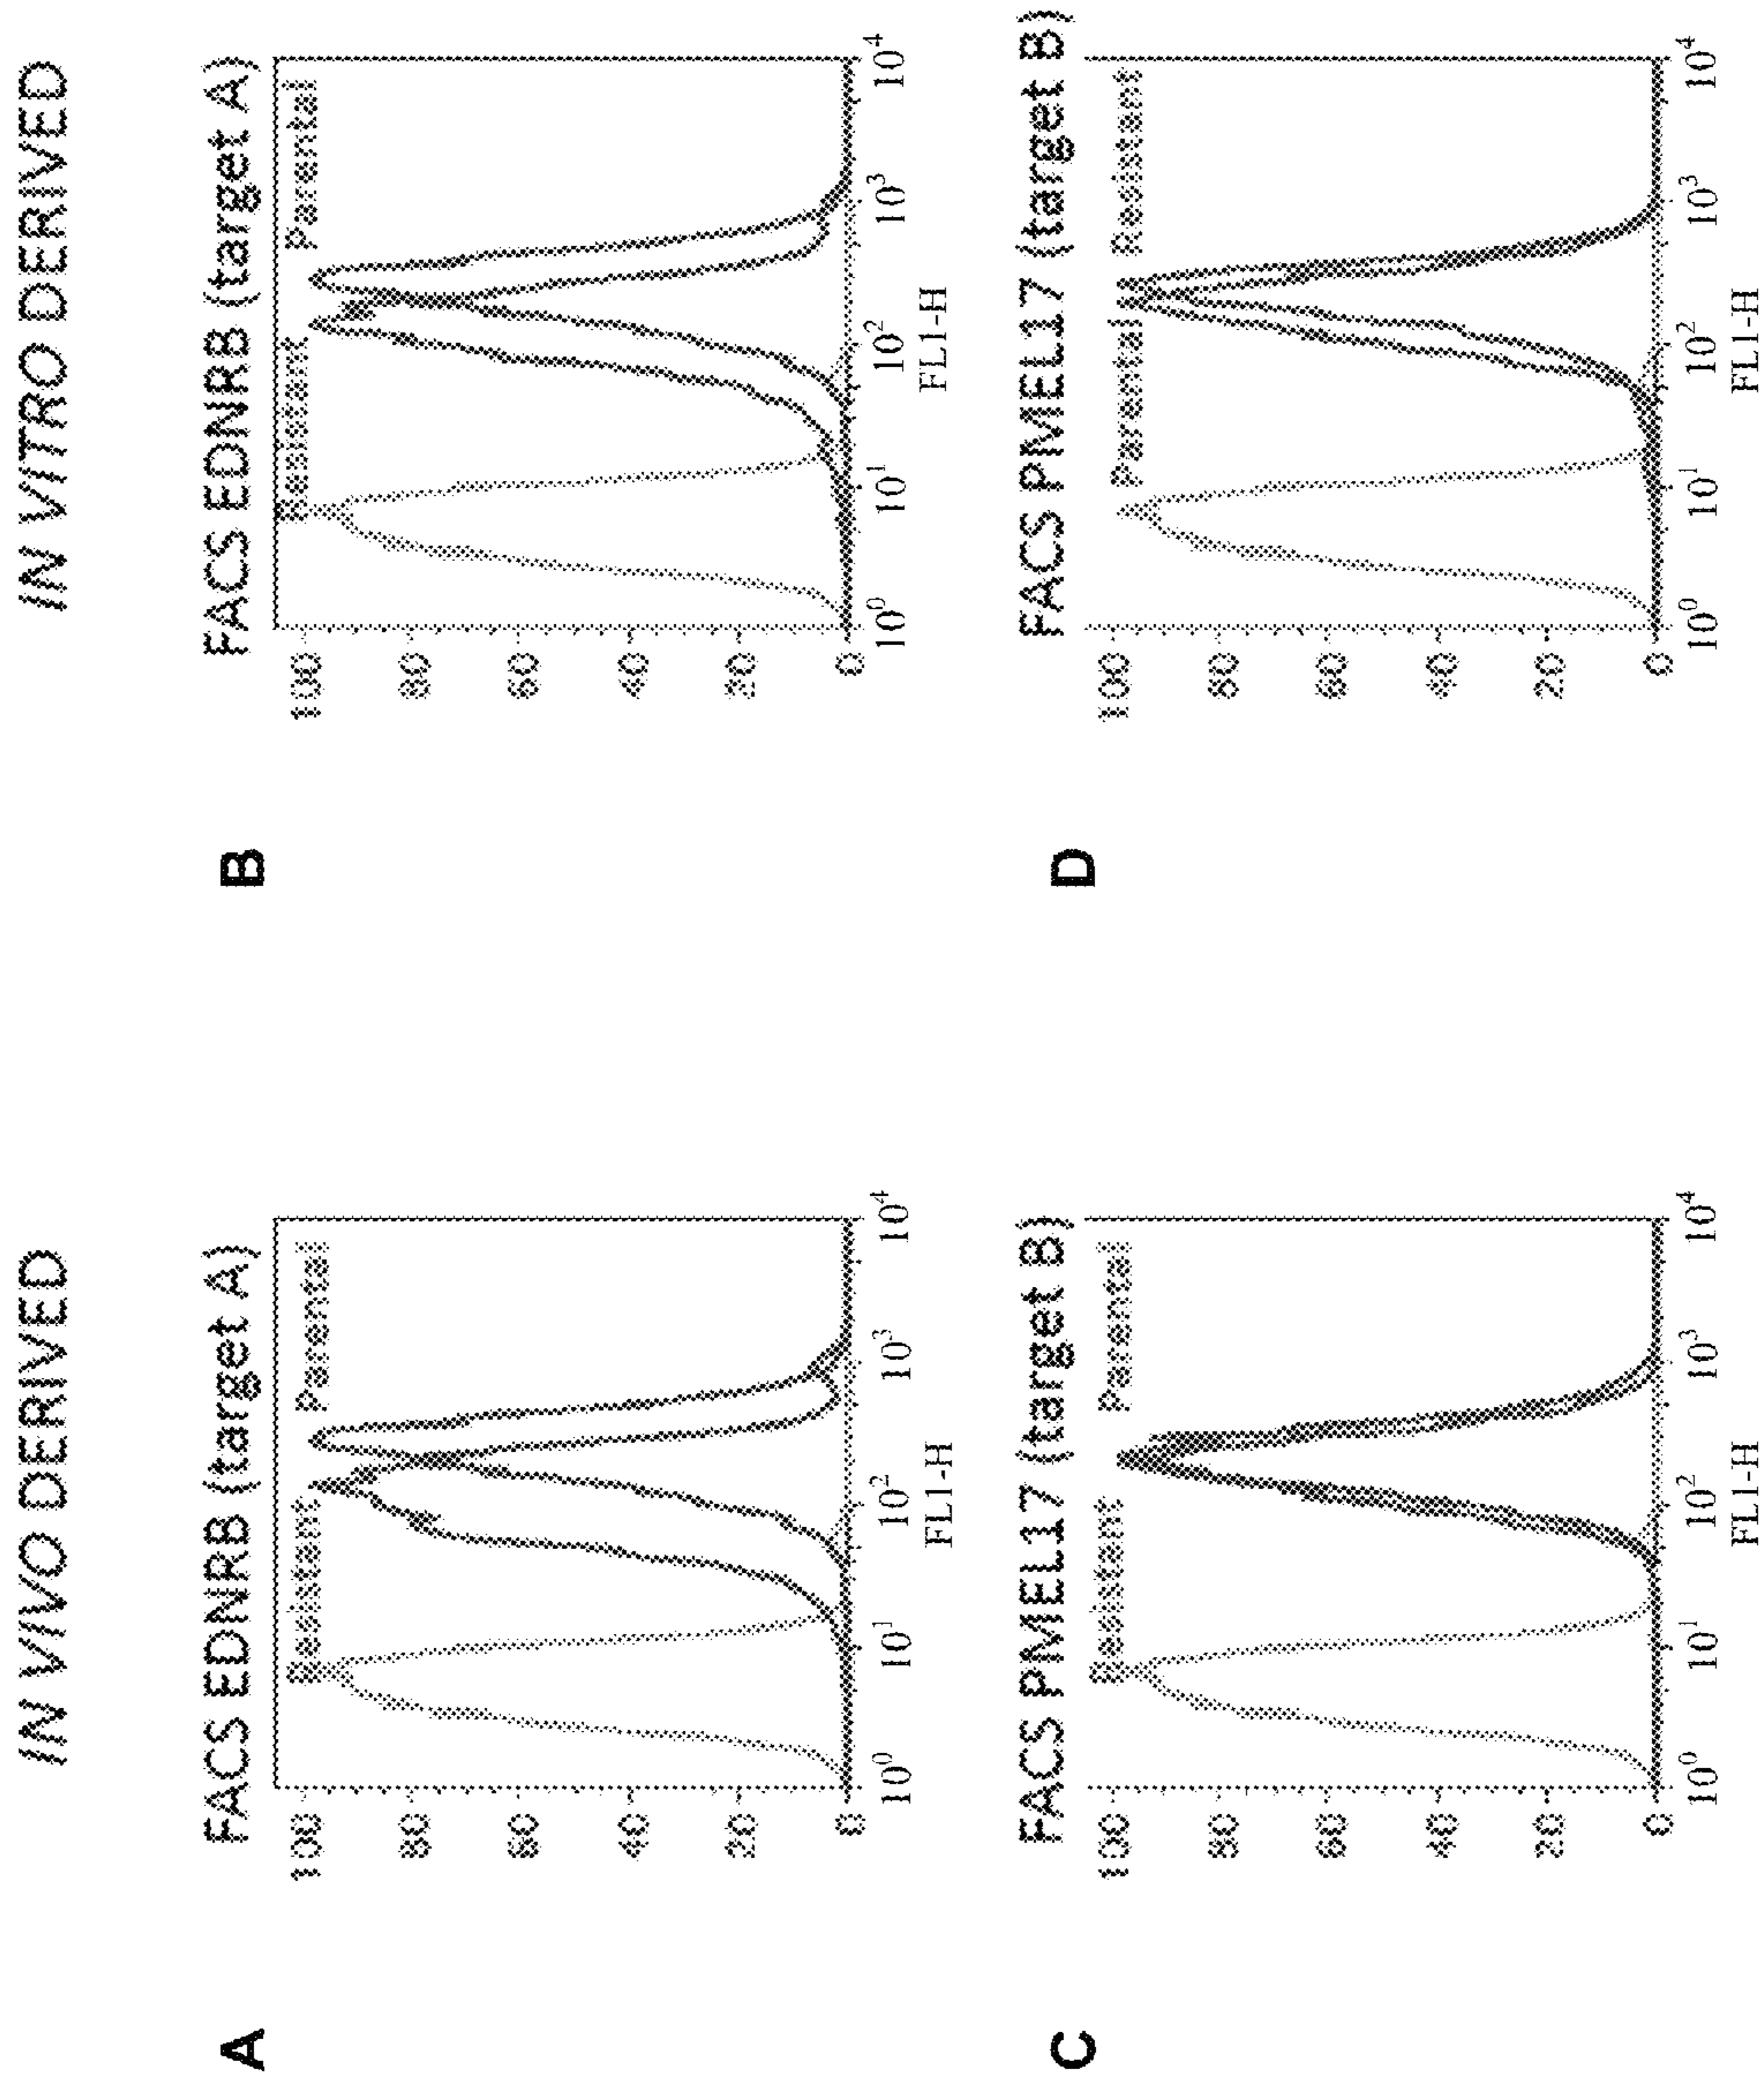 IN VIVO DERIVED
IN VITRO DERIVED
A
FACS EDNRB (target A)
Resistant
Parental
100
80
60
40
20
0
10⁰
10¹
10²
10³
10⁴
FL1-H
B
FACS EDNRB (target A)
Resistant
Parental
100
80
60
40
20
0
10⁰
10¹
10²
10³
10⁴
FL1-H
C
FACS PMEL17 (target B)
Resistant
Parental
100
80
60
40
20
0
10⁰
10¹
10²
10³
10⁴
FL1-H
D
FACS PMEL17 (target B)
Parental
Resistant
100
80
60
40
20
0
10⁰
10¹
10²
10³
10⁴
FL1-H